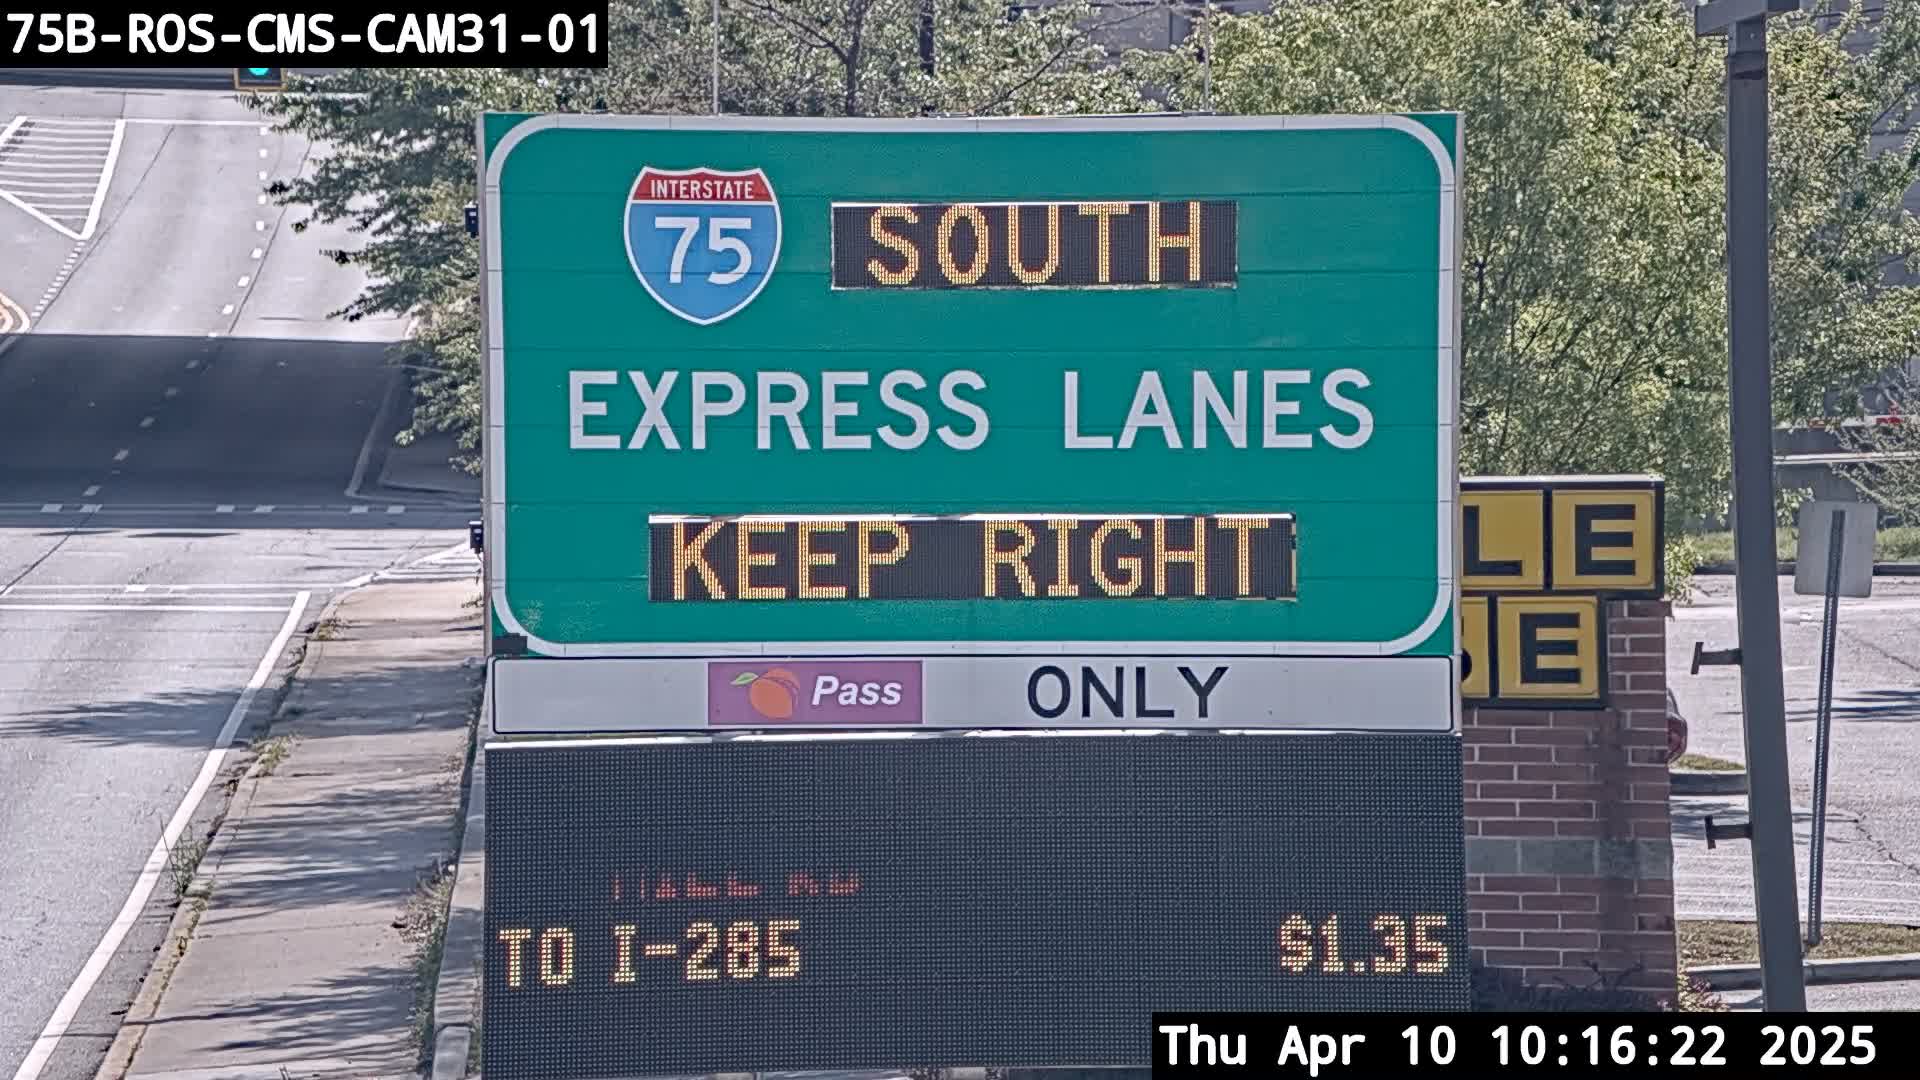 75B-ROS-CMS-CAM31-01
INTERSTATE
75
SOUTH
EXPRESS LANES
KEEP RIGHT
LE
E
Pass ONLY
TO I-285 $1.35
Thu Apr 10 10:16:22 2025